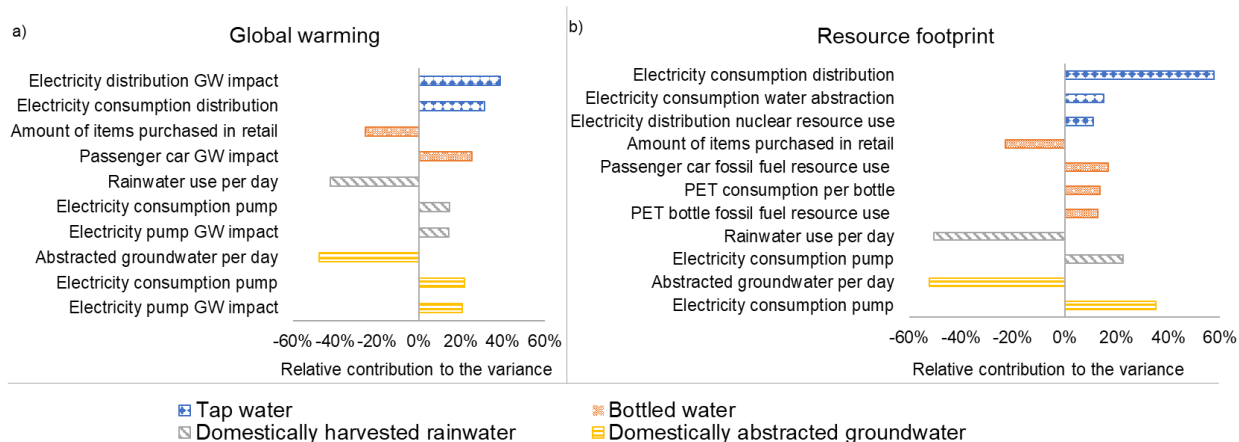 a)
Global warming
Electricity distribution GW impact
Electricity consumption distribution
Amount of items purchased in retail
Passenger car GW impact
Rainwater use per day
Electricity consumption pump
Electricity pump GW impact
Abstracted groundwater per day
Electricity consumption pump
Electricity pump GW impact
-60% -40% -20% 0% 20% 40% 60%
Relative contribution to the variance
b)
Resource footprint
Electricity consumption distribution
Electricity consumption water abstraction
Electricity distribution nuclear resource use
Amount of items purchased in retail
Passenger car fossil fuel resource use
PET consumption per bottle
PET bottle fossil fuel resource use
Rainwater use per day
Electricity consumption pump
Abstracted groundwater per day
Electricity consumption pump
-60% -40% -20% 0% 20% 40% 60%
Relative contribution to the variance
Tap water
Bottled water
Domestically harvested rainwater
Domestically abstracted groundwater